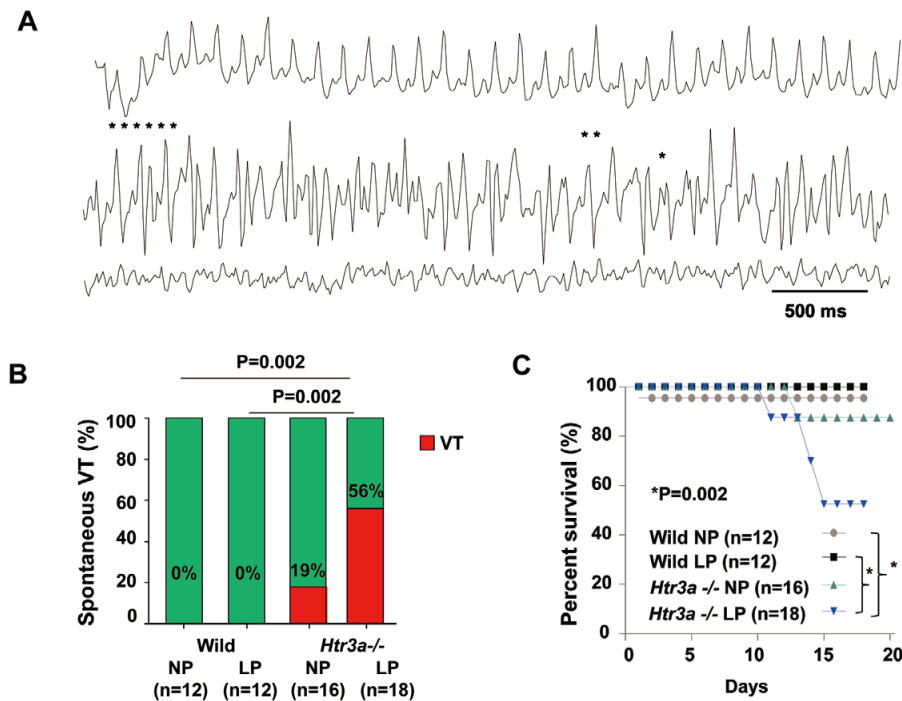 A
* * * * * *
* *
*
500 ms
B
P=0.002
P=0.002
Spontaneous VT (%)
100
80
60
40
20
0
0%
0%
19%
56%
VT
Wild
Htr3a-/-
NP
LP
NP
LP
(n=12)
(n=12)
(n=16)
(n=18)
C
Percent survival (%)
100
80
60
40
20
0
*P=0.002
Wild NP (n=12)
Wild LP (n=12)
Htr3a -/- NP (n=16)
Htr3a -/- LP (n=18)
*
*
0
5
10
15
20
Days